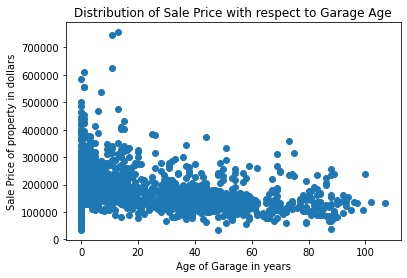 Distribution of Sale Price with respect to Garage Age
Sale Price of property in dollars
700000
600000
500000
400000
300000
200000
100000
0
0 20 40 60 80 100
Age of Garage in years